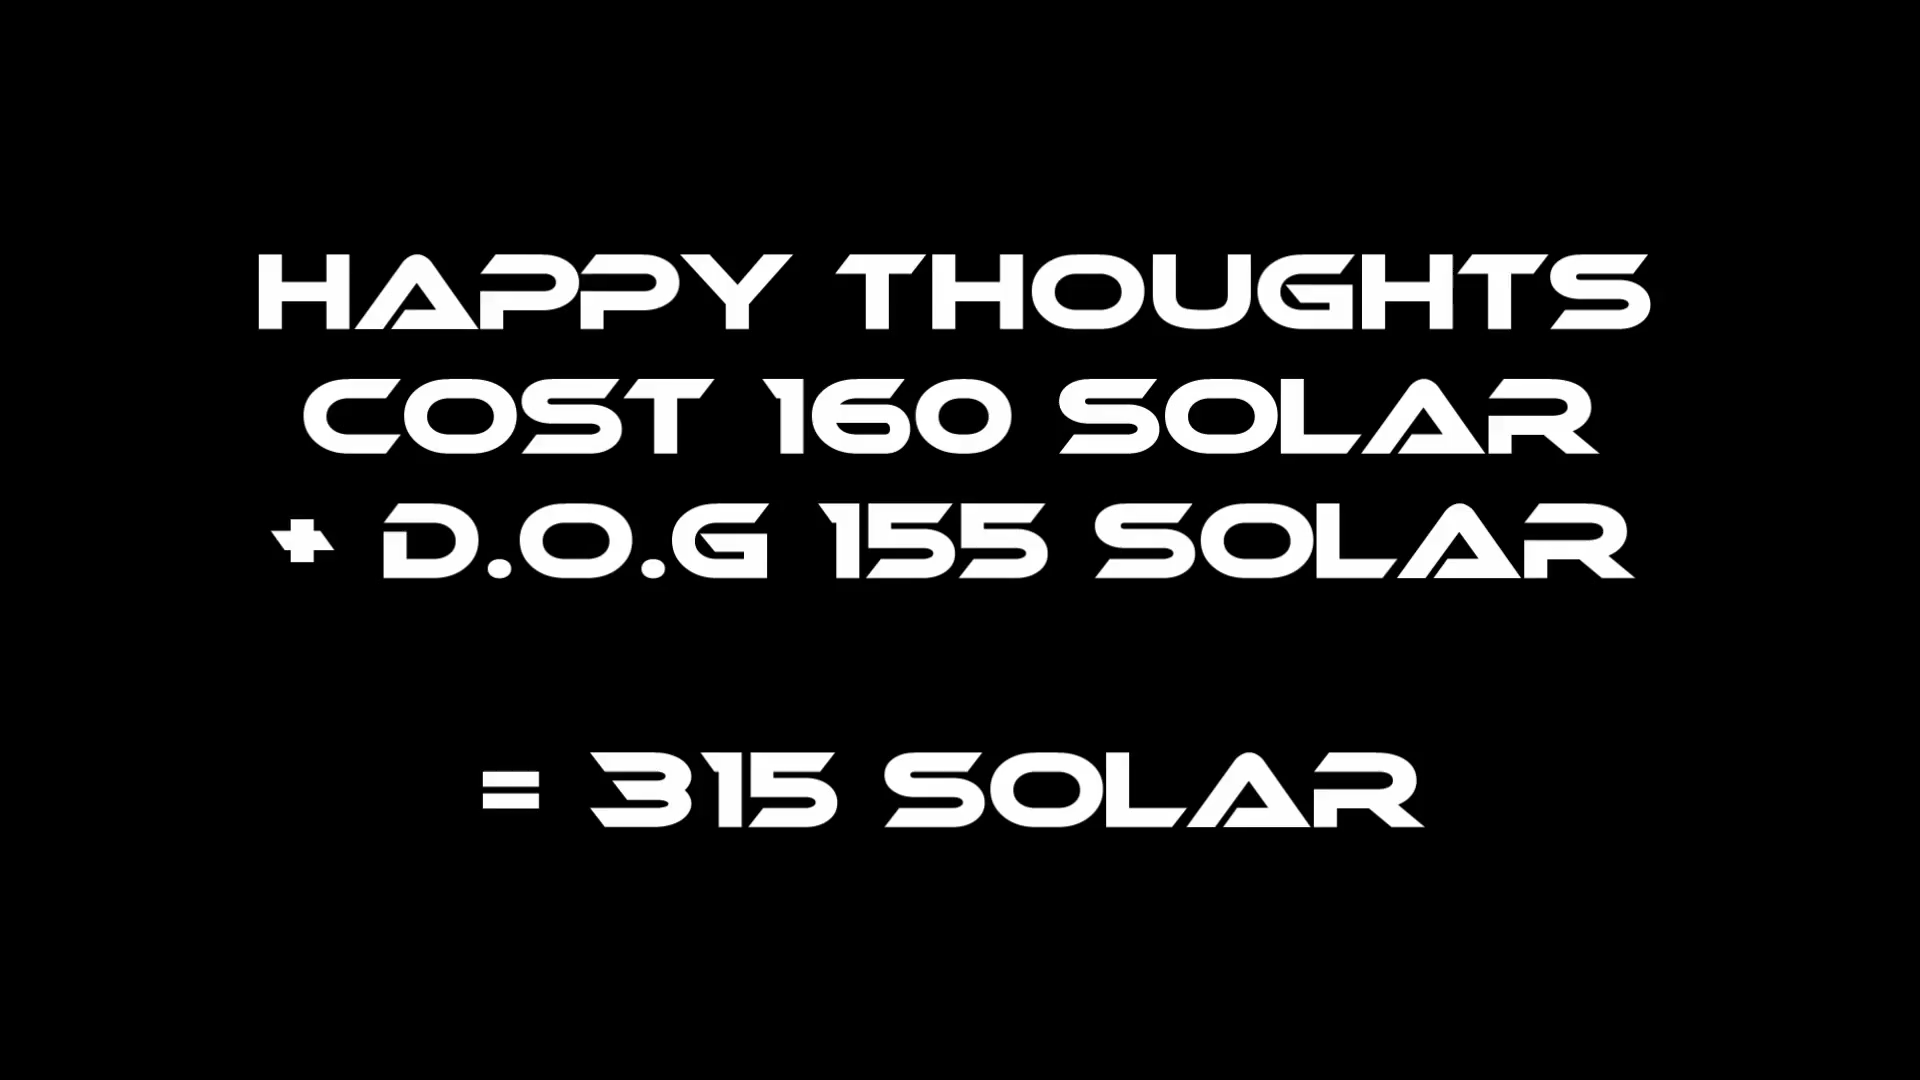 HAPPY THOUGHTS
COST 160 SOLAR
+ D.O.G 155 SOLAR
= 315 SOLAR